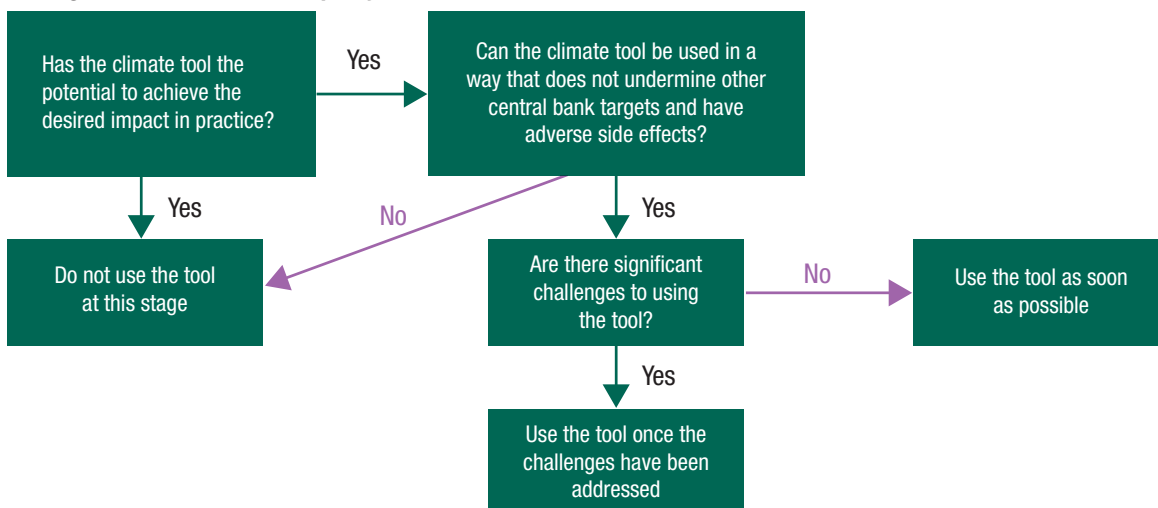 Has the climate tool the
potential to achieve the
desired impact in practice?
Yes
Can the climate tool be used in a
way that does not undermine other
central bank targets and have
adverse side effects?
Yes
No
Yes
Do not use the tool
at this stage
Are there significant
challenges to using
the tool?
No
Use the tool as soon
as possible
Yes
Use the tool once the
challenges have been
addressed